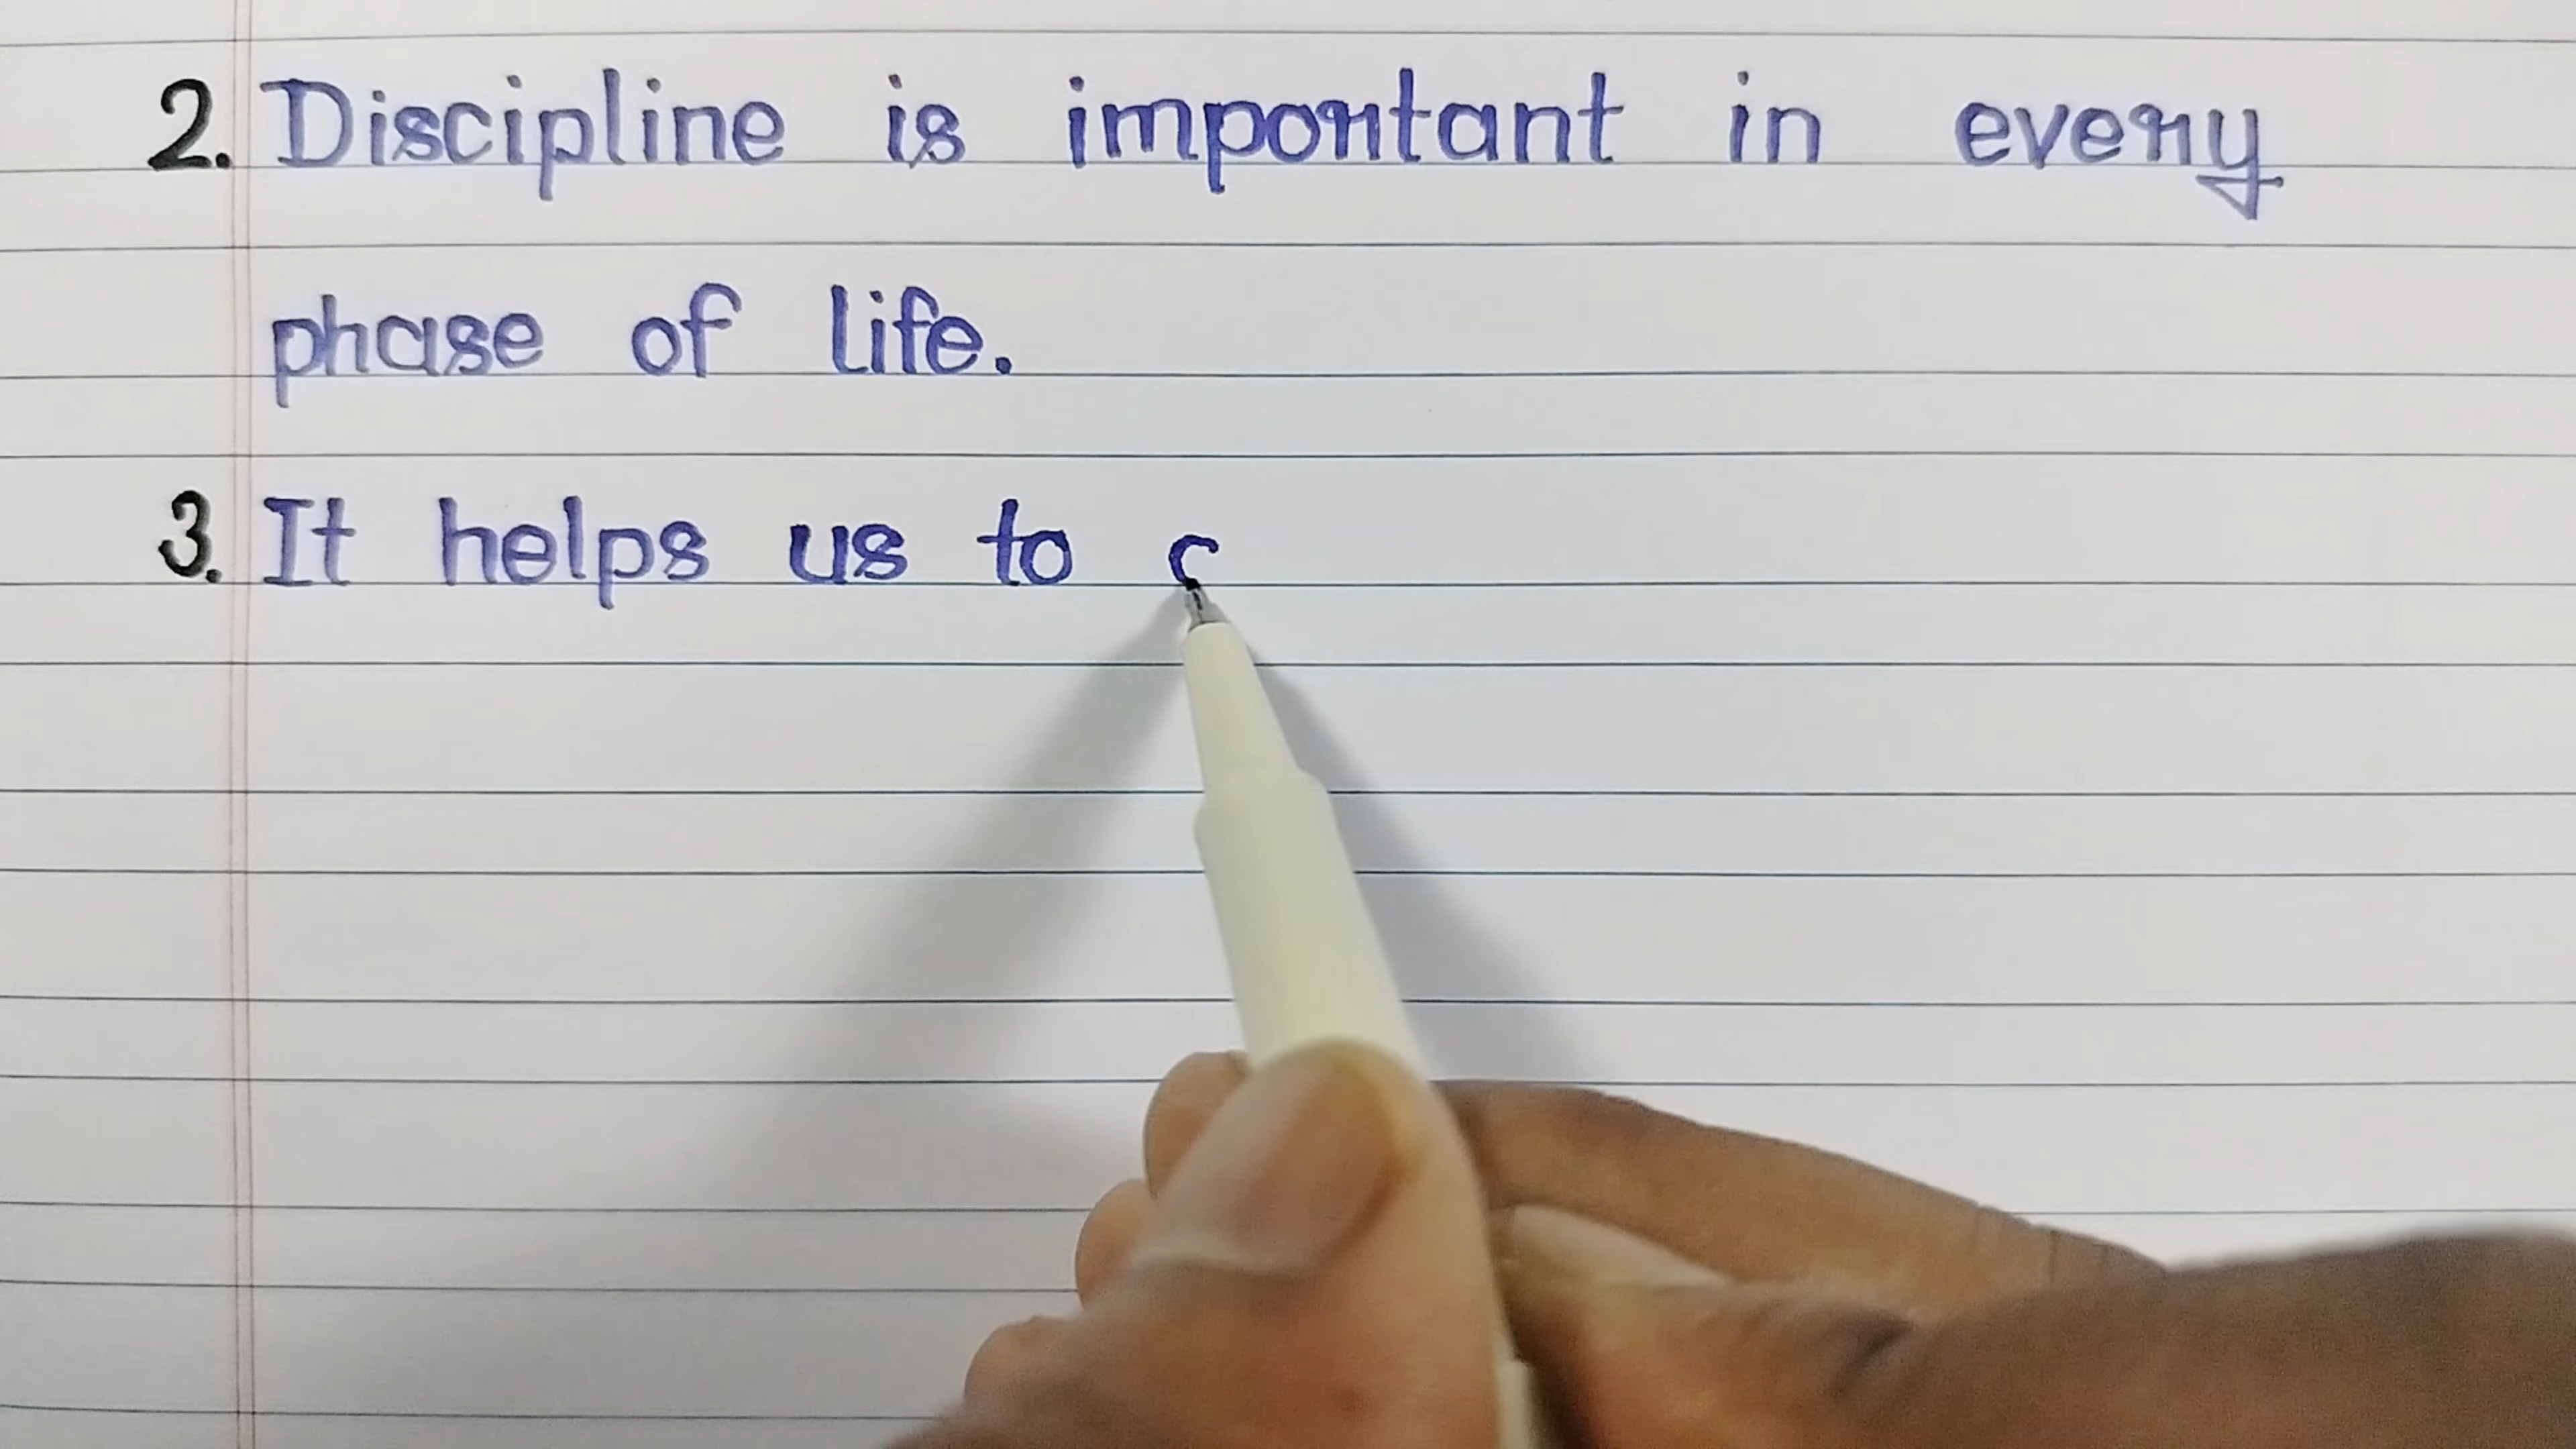 2. Discipline is important in every
phase of life.
3. It helps us to c